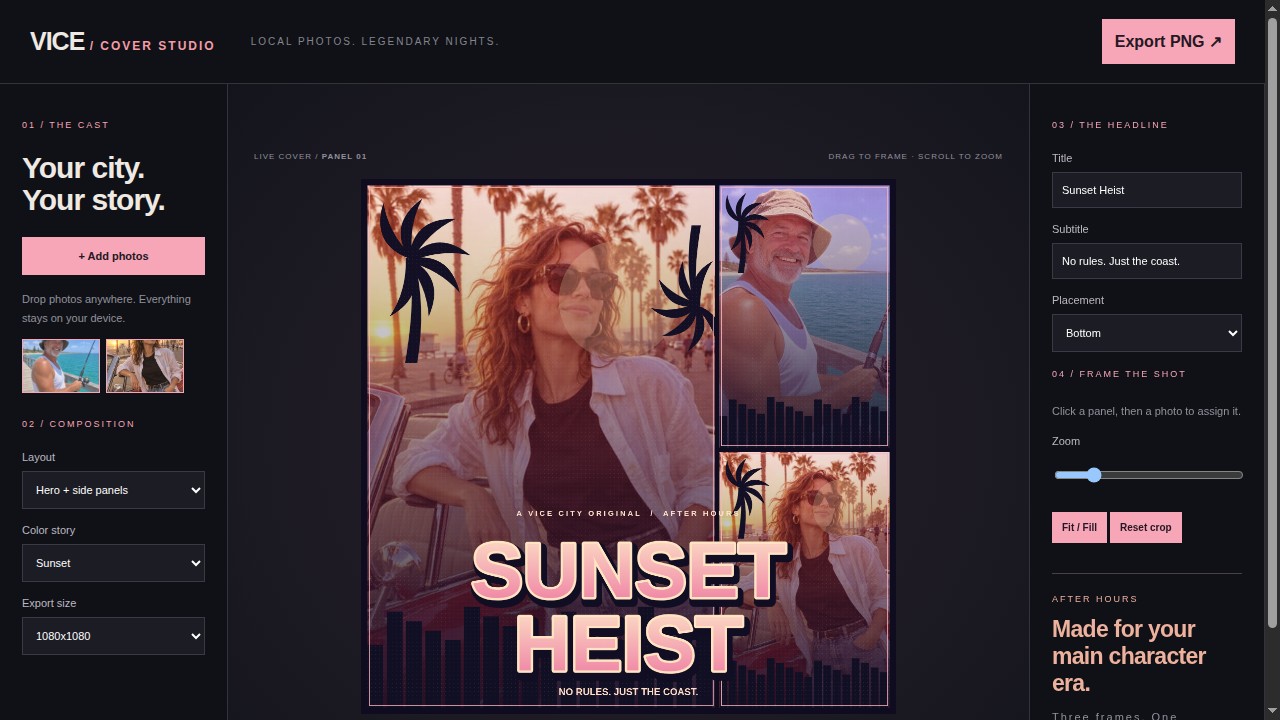 VICE / COVER STUDIO
LOCAL PHOTOS. LEGENDARY NIGHTS.
Export PNG ↗
01 / THE CAST
Your city.
Your story.
+ Add photos
Drop photos anywhere. Everything
stays on your device.
02 / COMPOSITION
Layout
Hero + side panels
Color story
Sunset
Export size
1080x1080
LIVE COVER / PANEL 01
DRAG TO FRAME · SCROLL TO ZOOM
A VICE CITY ORIGINAL / AFTER HOURS
SUNSET
HEIST
NO RULES. JUST THE COAST.
03 / THE HEADLINE
Title
Sunset Heist
Subtitle
No rules. Just the coast.
Placement
Bottom
04 / FRAME THE SHOT
Click a panel, then a photo to assign it.
Zoom
Fit / Fill
Reset crop
AFTER HOURS
Made for your
main character
era.
Three frames. One